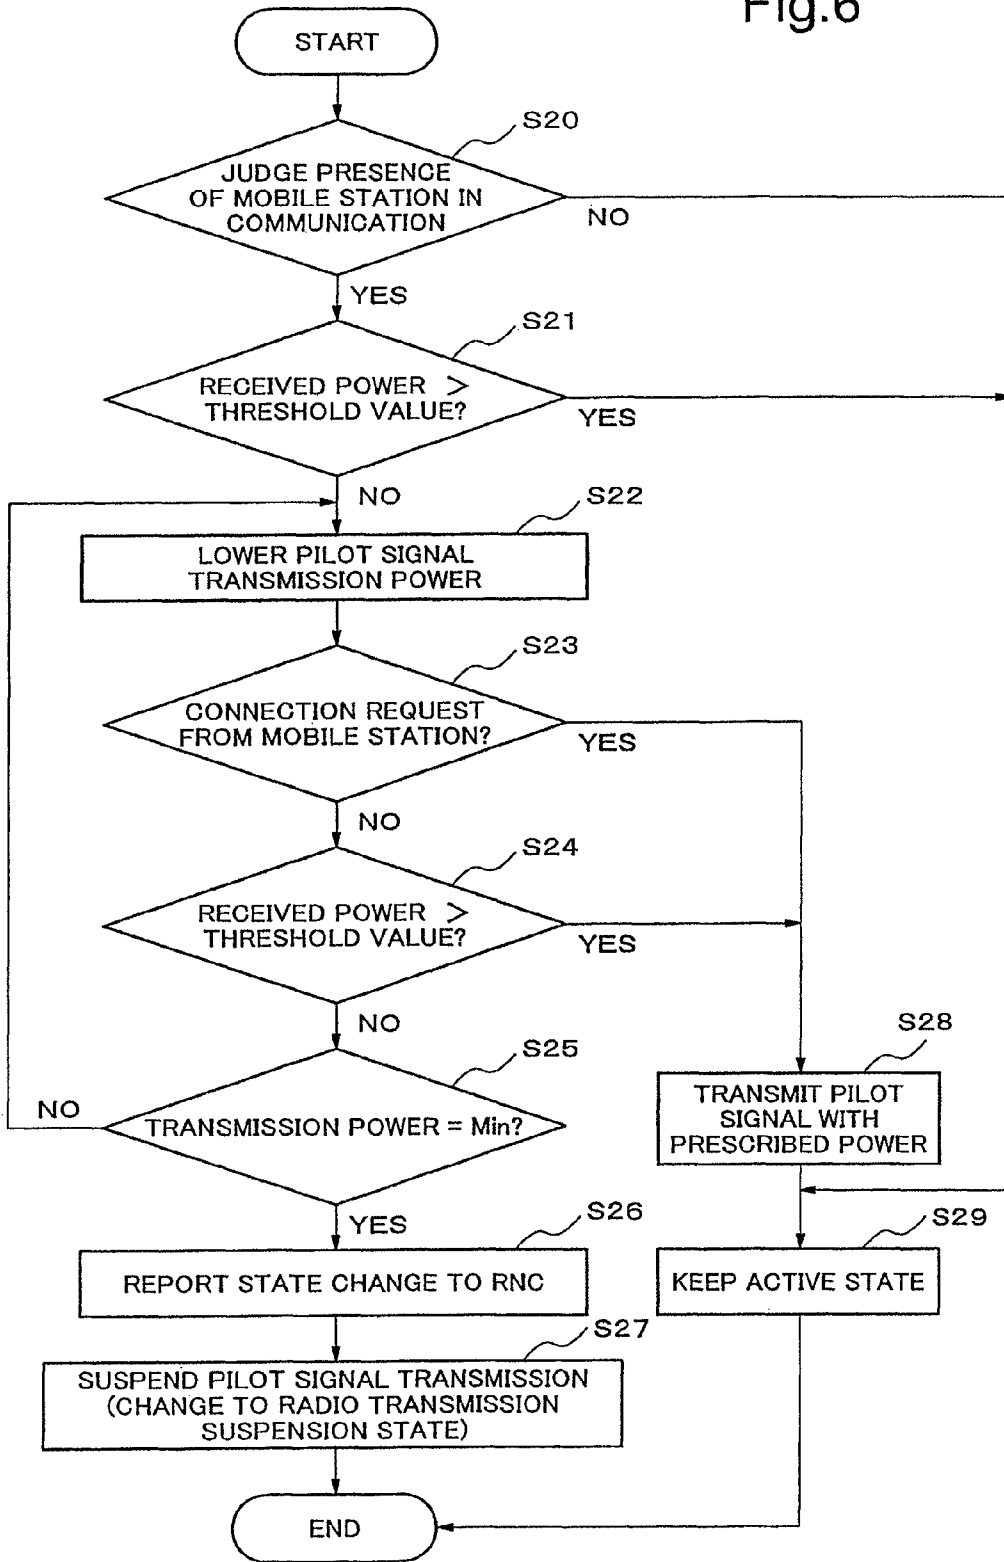 Fig.6
START
S20
JUDGE PRESENCE
OF MOBILE STATION IN
COMMUNICATION
NO
YES
S21
RECEIVED POWER >
THRESHOLD VALUE?
YES
NO
S22
LOWER PILOT SIGNAL
TRANSMISSION POWER
S23
CONNECTION REQUEST
FROM MOBILE STATION?
YES
NO
S24
RECEIVED POWER >
THRESHOLD VALUE?
YES
NO
S25
TRANSMISSION POWER = Min?
NO
YES
S28
TRANSMIT PILOT
SIGNAL WITH
PRESCRIBED POWER
S26
REPORT STATE CHANGE TO RNC
S29
KEEP ACTIVE STATE
S27
SUSPEND PILOT SIGNAL TRANSMISSION
(CHANGE TO RADIO TRANSMISSION
SUSPENSION STATE)
END